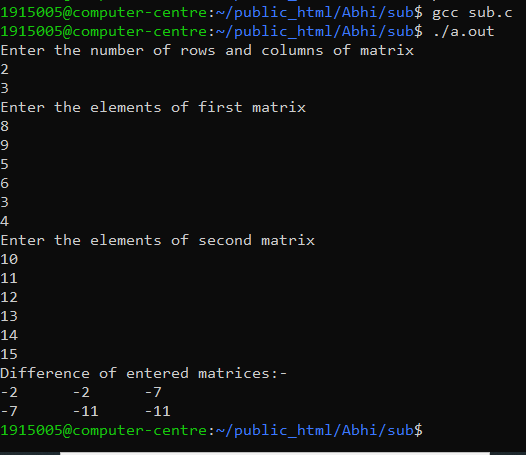 1915005@computer-centre:~/public_html/Abhi/sub$ gcc sub.c
1915005@computer-centre:~/public_html/Abhi/sub$ ./a.out
Enter the number of rows and columns of matrix
2
3
Enter the elements of first matrix
8
9
5
6
3
4
Enter the elements of second matrix
10
11
12
13
14
15
Difference of entered matrices:-
-2 -2 -7
-7 -11 -11
1915005@computer-centre:~/public_html/Abhi/sub$